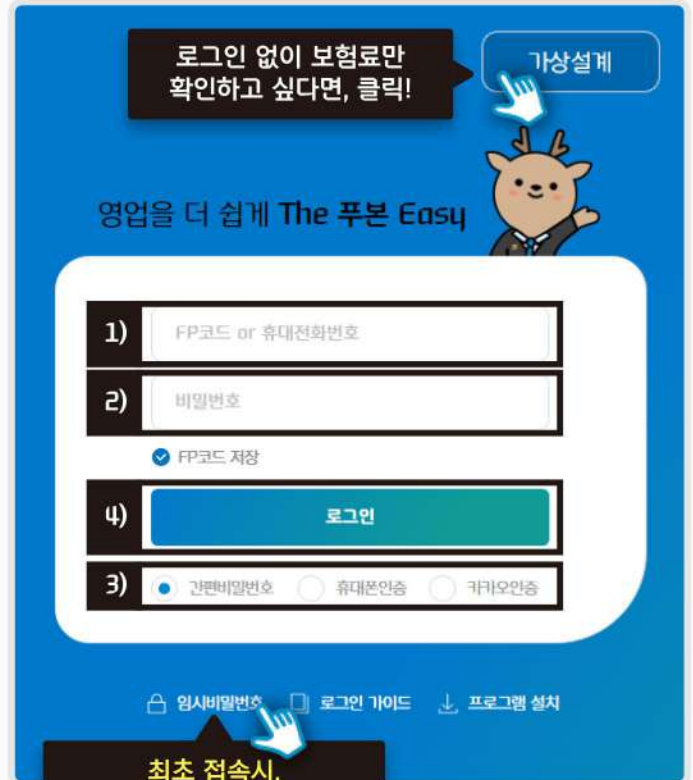 로그인 없이 보험료만
확인하고 싶다면, 클릭!
가상설계
영업을 더 쉽게 The 푸본 Easy
1)
FP코드 or 휴대전화번호
2)
비밀번호
FP코드 저장
4)
로그인
3)
간편비밀번호 휴대폰인증 카카오인증
임시비밀번호 로그인 가이드 프로그램 설치
최초 접속시,